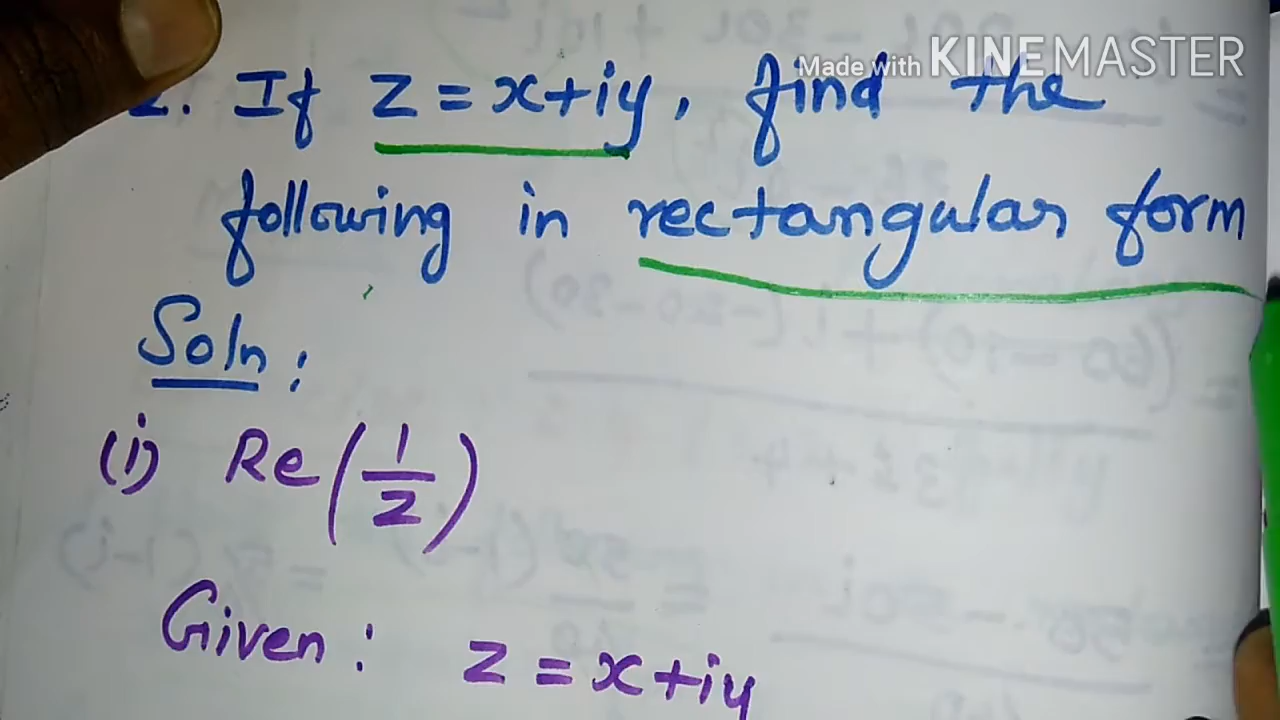 Made with KINEMASTER
2. If z = x+iy, find the
following in rectangular form
Soln:
(i) Re(1/z)
Given: z = x+iy